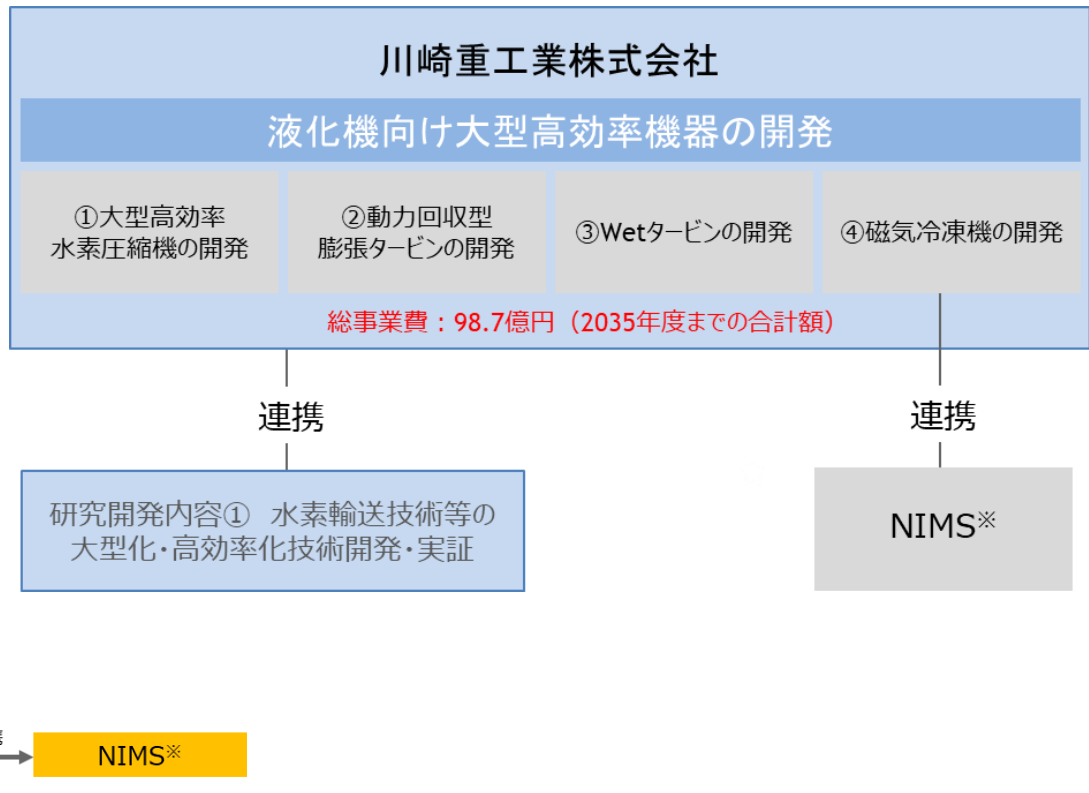 川崎重工業株式会社
液化機向け大型高効率機器の開発
①大型高効率
水素圧縮機の開発
②動力回収型
膨張タービンの開発
③Wetタービンの開発
④磁気冷凍機の開発
総事業費：98.7億円（2035年度までの合計額）
連携
連携
研究開発内容①　水素輸送技術等の
大型化・高効率化技術開発・実証
NIMS※
NIMS※